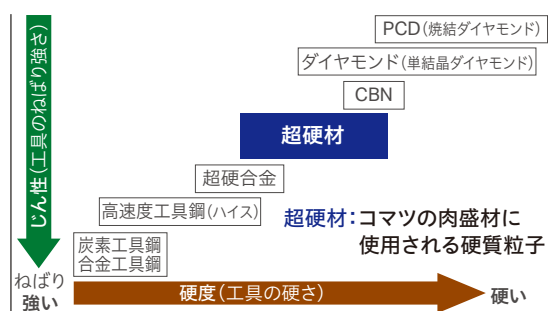 PCD(焼結ダイヤモンド)
ダイヤモンド(単結晶ダイヤモンド)
CBN
超硬材
超硬合金
高速度工具鋼(ハイス)
炭素工具鋼
合金工具鋼
超硬材:コマツの肉盛材に
使用される硬質粒子
じん性(工具のねばり強さ)
ねばり
強い
硬度(工具の硬さ)
硬い